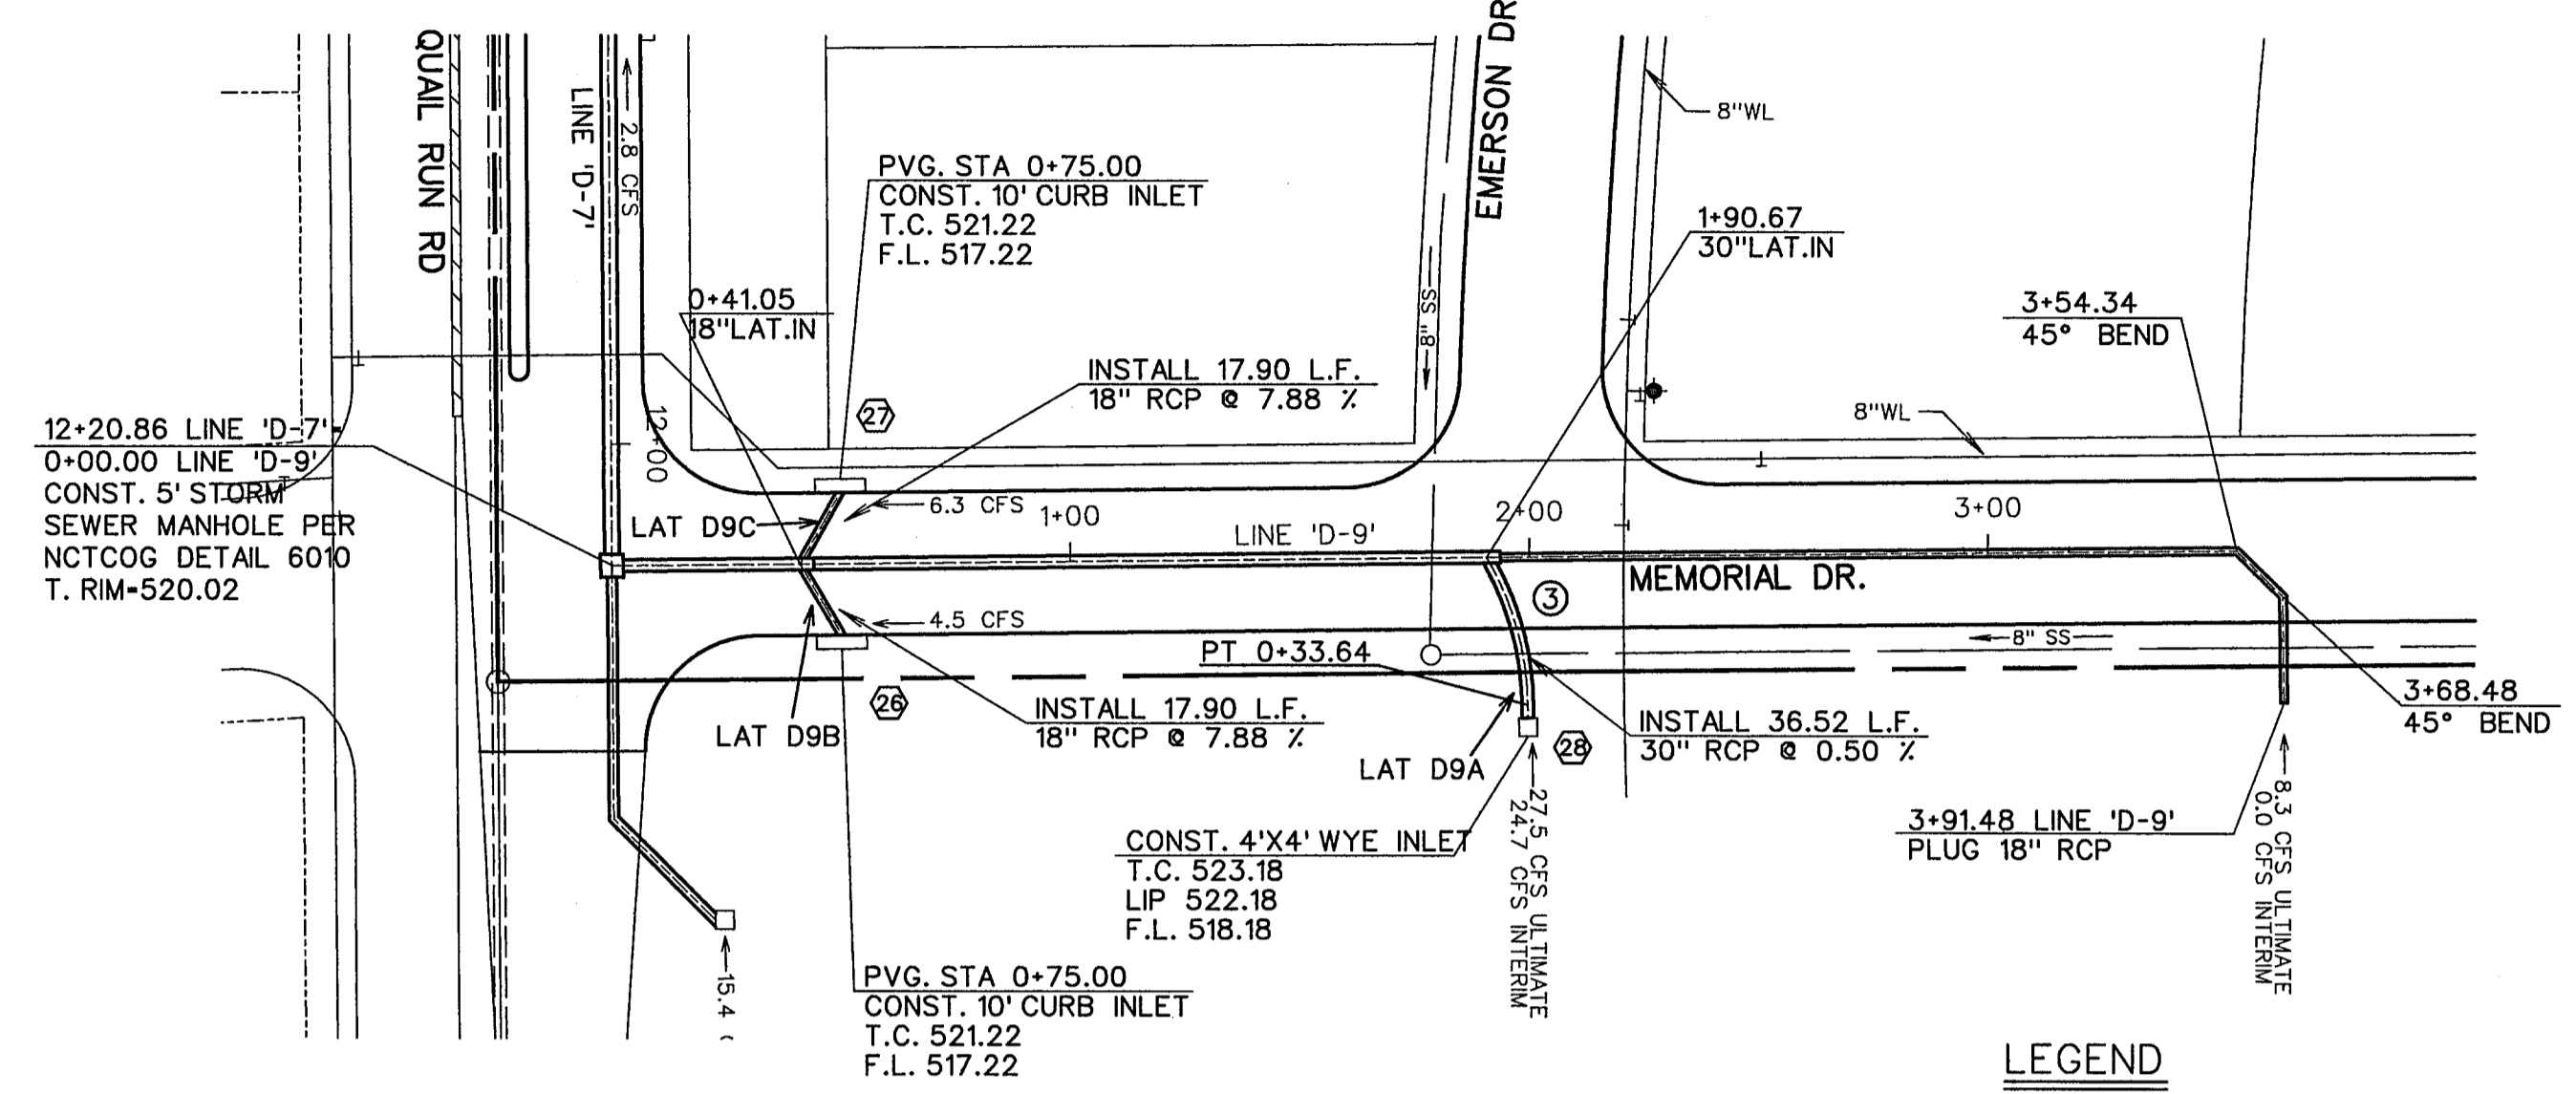 QUAIL RUN RD
LINE 'D-7'
2.8 CFS
12+00
EMERSON DR
8"WL
PVG. STA 0+75.00
CONST. 10' CURB INLET
T.C. 521.22
F.L. 517.22
1+90.67
30"LAT.IN
0+41.05
18"LAT.IN
8" SS
3+54.34
45° BEND
INSTALL 17.90 L.F.
18" RCP @ 7.88 %
27
8"WL
12+20.86 LINE 'D-7'
0+00.00 LINE 'D-9'
CONST. 5' STORM
SEWER MANHOLE PER
NCTCOG DETAIL 6010
T. RIM=520.02
LAT D9C
6.3 CFS
1+00
LINE 'D-9'
2+00
3+00
MEMORIAL DR.
3
4.5 CFS
PT 0+33.64
8" SS
26
LAT D9B
INSTALL 17.90 L.F.
18" RCP @ 7.88 %
LAT D9A
28
INSTALL 36.52 L.F.
30" RCP @ 0.50 %
3+68.48
45° BEND
CONST. 4'X4' WYE INLET
T.C. 523.18
LIP 522.18
F.L. 518.18
27.5 CFS ULTIMATE
24.7 CFS INTERIM
3+91.48 LINE 'D-9'
PLUG 18" RCP
8.3 CFS ULTIMATE
0.0 CFS INTERIM
15.4
PVG. STA 0+75.00
CONST. 10' CURB INLET
T.C. 521.22
F.L. 517.22
LEGEND